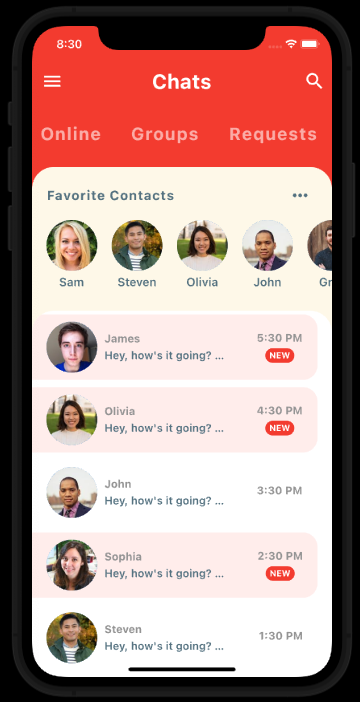 8:30
Chats
Online Groups Requests
Favorite Contacts
Sam Steven Olivia John Gr
James 5:30 PM
Hey, how's it going? ... NEW
Olivia 4:30 PM
Hey, how's it going? ... NEW
John 3:30 PM
Hey, how's it going? ...
Sophia 2:30 PM
Hey, how's it going? ... NEW
Steven 1:30 PM
Hey, how's it going? ...